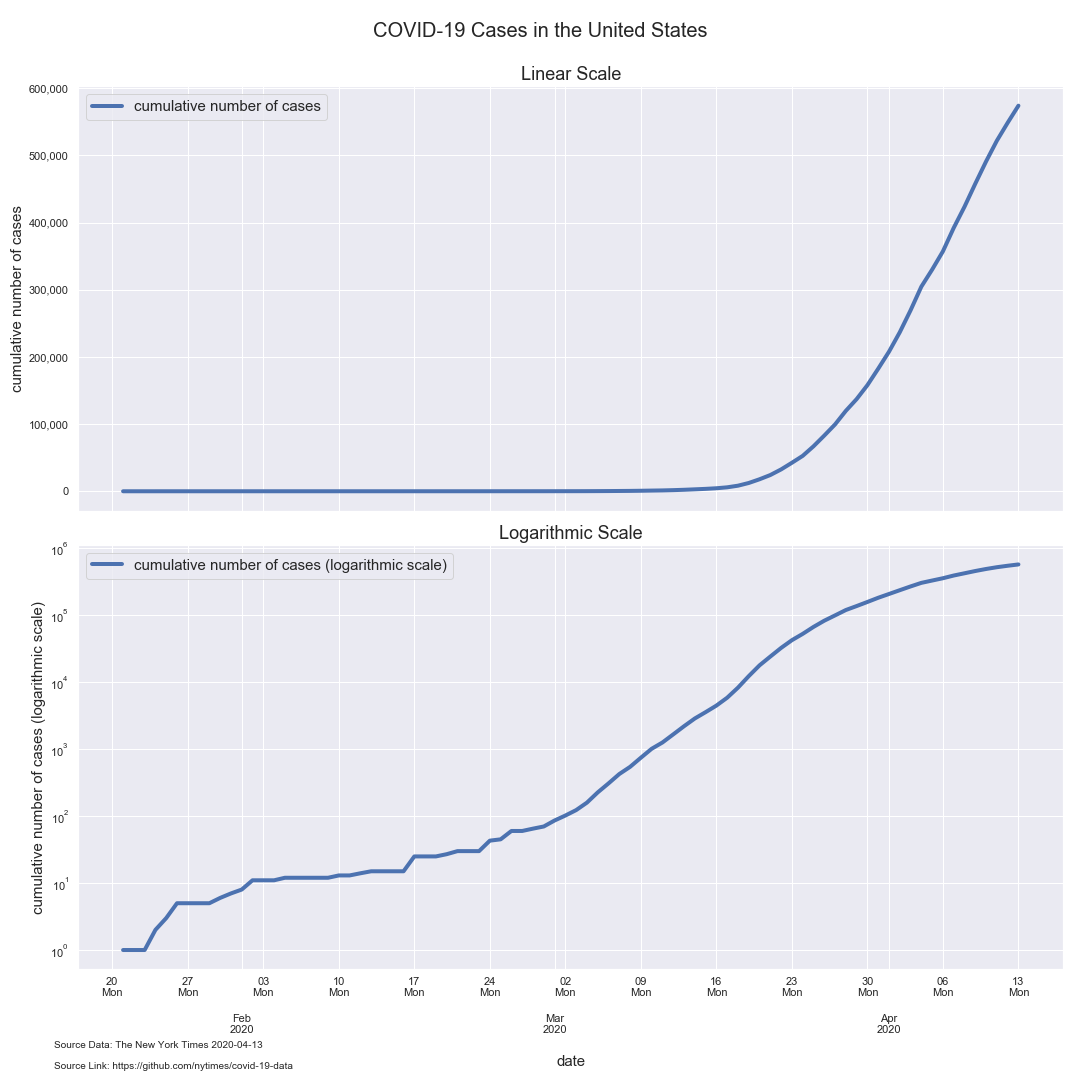 COVID-19 Cases in the United States
Linear Scale
cumulative number of cases
cumulative number of cases
600,000
500,000
400,000
300,000
200,000
100,000
0
Logarithmic Scale
cumulative number of cases (logarithmic scale)
cumulative number of cases (logarithmic scale)
10⁶
10⁵
10⁴
10³
10²
10¹
10⁰
20 27 03 10 17 24 02 09 16 23 30 06 13
Mon Mon Mon Mon Mon Mon Mon Mon Mon Mon Mon Mon Mon
Feb Mar Apr
2020 2020 2020
Source Data: The New York Times 2020-04-13
date
Source Link: https://github.com/nytimes/covid-19-data